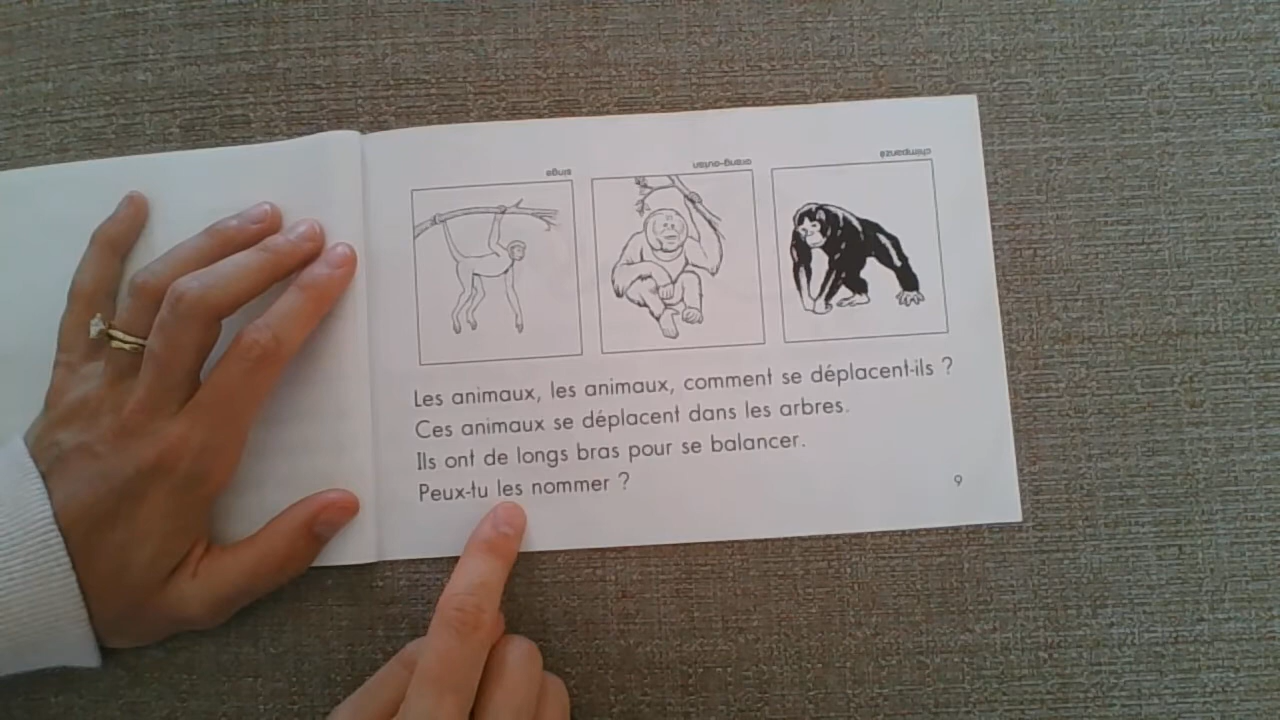 singe
orang-outan
chimpanzé
Les animaux, les animaux, comment se déplacent-ils ?
Ces animaux se déplacent dans les arbres.
Ils ont de longs bras pour se balancer.
Peux-tu les nommer ?
9